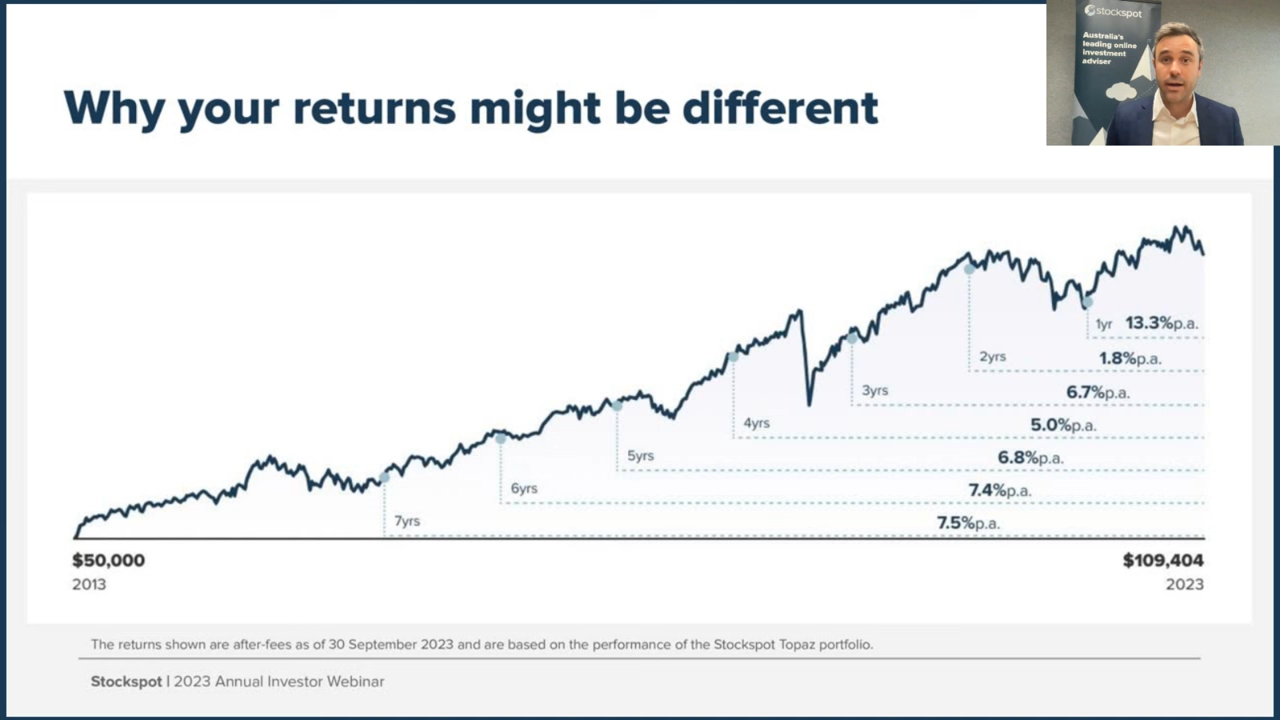 stockspot
Australia's
leading online
investment
adviser
Why your returns might be different
1yr 13.3%p.a.
2yrs 1.8%p.a.
3yrs 6.7%p.a.
4yrs 5.0%p.a.
5yrs 6.8%p.a.
6yrs 7.4%p.a.
7yrs 7.5%p.a.
$50,000 $109,404
2013 2023
The returns shown are after-fees as of 30 September 2023 and are based on the performance of the Stockspot Topaz portfolio.
Stockspot | 2023 Annual Investor Webinar